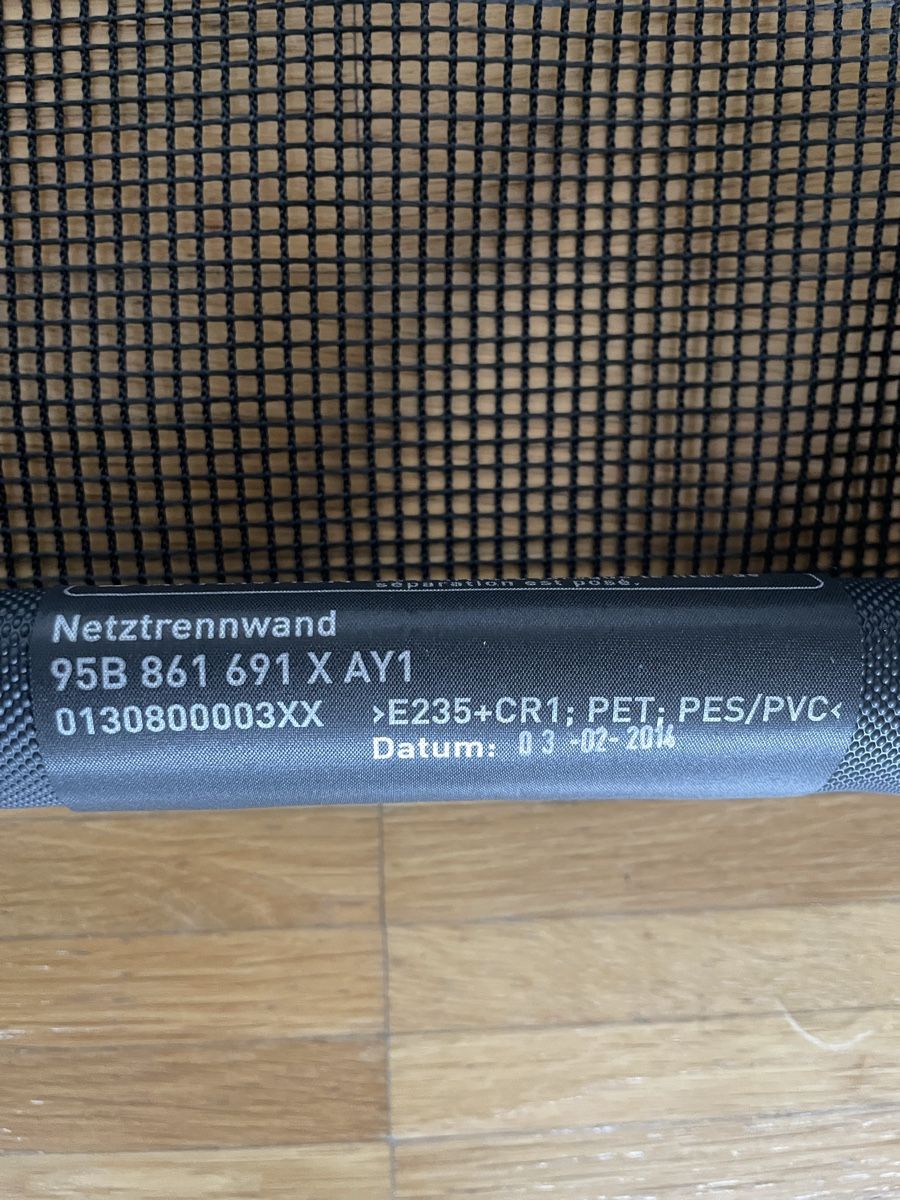 séparation est posé.
Netztrennwand
95B 861 691 X AY1
0130800003XX >E235+CR1; PET; PES/PVC<
Datum: 03-02-2014